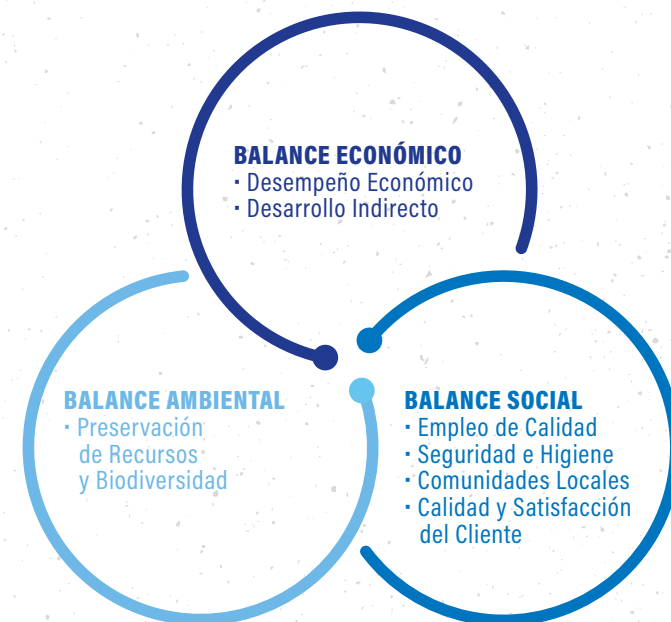 BALANCE ECONÓMICO
· Desempeño Económico
· Desarrollo Indirecto
BALANCE AMBIENTAL
· Preservación
de Recursos
y Biodiversidad
BALANCE SOCIAL
· Empleo de Calidad
· Seguridad e Higiene
· Comunidades Locales
· Calidad y Satisfacción
del Cliente